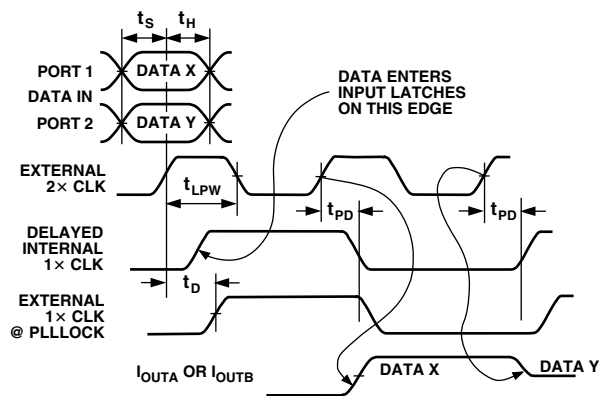 tS
tH
PORT 1
DATA X
DATA IN
PORT 2
DATA Y
DATA ENTERS
INPUT LATCHES
ON THIS EDGE
EXTERNAL
2× CLK
tLPW
tPD
tPD
DELAYED
INTERNAL
1× CLK
tD
EXTERNAL
1× CLK
@ PLLLOCK
IOUTA OR IOUTB
DATA X
DATA Y